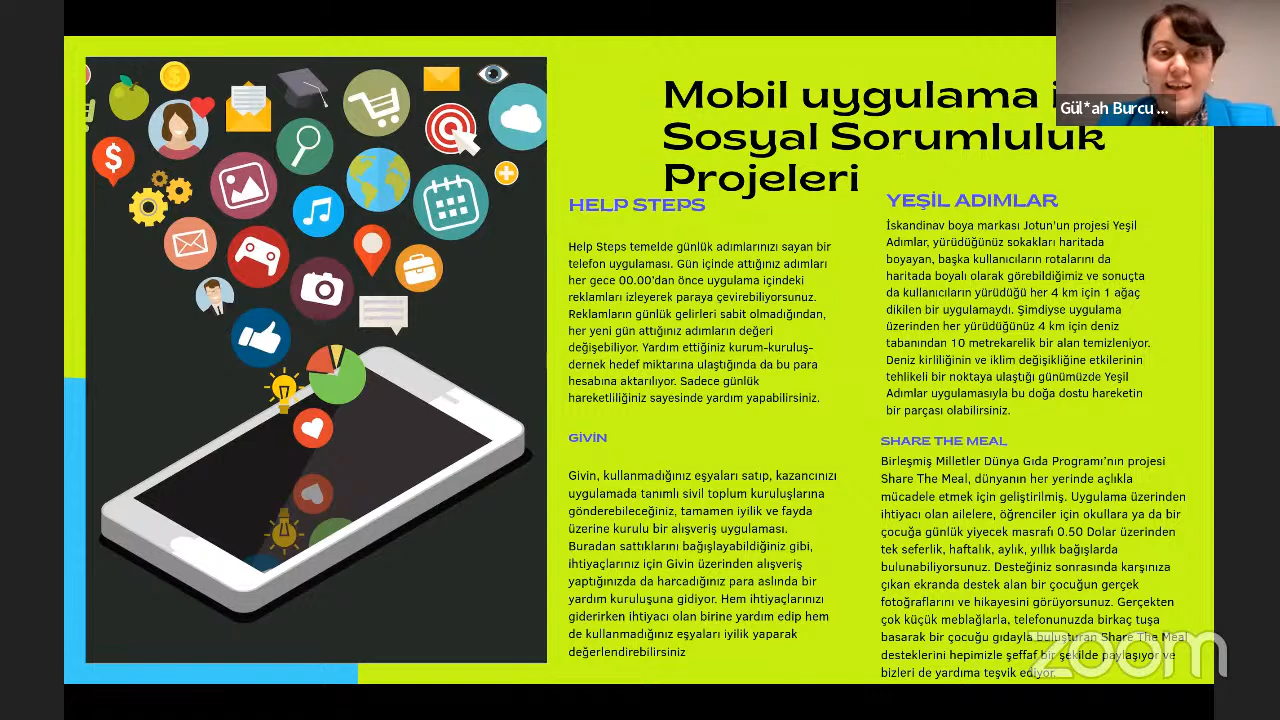 Mobil uygulama
Sosyal Sorumluluk
Projeleri
Gül*ah Burcu ...
HELP STEPS
Help Steps temelde günlük adımlarınızı sayan bir
telefon uygulaması. Gün içinde attığınız adımları
her gece 00.00'dan önce uygulama içindeki
reklamları izleyerek paraya çevirebiliyorsunuz.
Reklamların günlük gelirleri sabit olmadığından,
her yeni gün attığınız adımların değeri
değişebiliyor. Yardım ettiğiniz kurum-kuruluş-
dernek hedef miktarına ulaştığında da bu para
hesabına aktarılıyor. Sadece günlük
hareketliliğiniz sayesinde yardım yapabilirsiniz.
GİVİN
Givin, kullanmadığınız eşyaları satıp, kazancınızı
uygulamada tanımlı sivil toplum kuruluşlarına
gönderebileceğiniz, tamamen iyilik ve fayda
üzerine kurulu bir alışveriş uygulaması.
Buradan sattıklarını bağışlayabildiğiniz gibi,
ihtiyaçlarınız için Givin üzerinden alışveriş
yaptığınızda da harcadığınız para aslında bir
yardım kuruluşuna gidiyor. Hem ihtiyaçlarınızı
giderirken ihtiyacı olan birine yardım edip hem
de kullanmadığınız eşyaları iyilik yaparak
değerlendirebilirsiniz
YEŞİL ADIMLAR
İskandinav boya markası Jotun'un projesi Yeşil
Adımlar, yürüdüğünüz sokakları haritada
boyayan, başka kullanıcıların rotalarını da
haritada boyalı olarak görebildiğimiz ve sonuçta
da kullanıcıların yürüdüğü her 4 km için 1 ağaç
dikilen bir uygulamaydı. Şimdiyse uygulama
üzerinden her yürüdüğünüz 4 km için deniz
tabanından 10 metrekarelik bir alan temizleniyor.
Deniz kirliliğinin ve iklim değişikliğine etkilerinin
tehlikeli bir noktaya ulaştığı günümüzde Yeşil
Adımlar uygulamasıyla bu doğa dostu hareketin
bir parçası olabilirsiniz.
SHARE THE MEAL
Birleşmiş Milletler Dünya Gıda Programı'nın projesi
Share The Meal, dünyanın her yerinde açlıkla
mücadele etmek için geliştirilmiş. Uygulama üzerinden
ihtiyacı olan ailelere, öğrenciler için okullara ya da bir
çocuğa günlük yiyecek masrafı 0.50 Dolar üzerinden
tek seferlik, haftalık, aylık, yıllık bağışlarda
bulunabiliyorsunuz. Desteğiniz sonrasında karşınıza
çıkan ekranda destek alan bir çocuğun gerçek
fotoğraflarını ve hikayesini görüyorsunuz. Gerçekten
çok küçük meblağlarla, telefonunuzda birkaç tuşa
basarak bir çocuğu gıdayla buluşturan Share The Meal
desteklerini hepimizle şeffaf bir şekilde paylaşıyor ve
bizleri de yardıma teşvik ediyor.
zoom